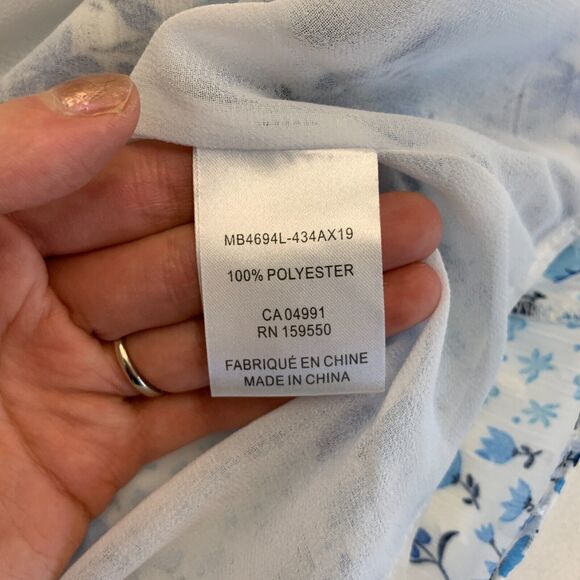 MB4694L-434AX19
100% POLYESTER
CA 04991
RN 159550
FABRIQUÉ EN CHINE
MADE IN CHINA